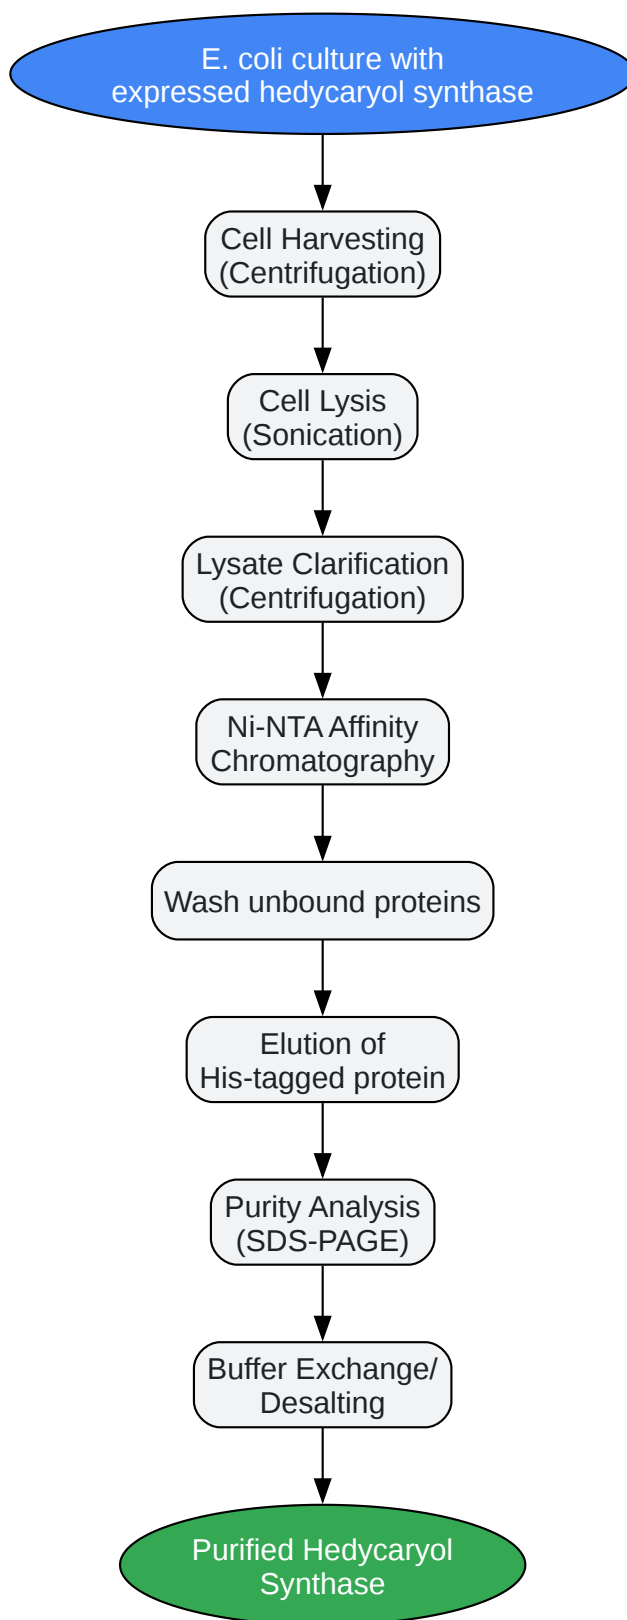 E. coli culture with
expressed hedycaryol synthase
Cell Harvesting
(Centrifugation)
Cell Lysis
(Sonication)
Lysate Clarification
(Centrifugation)
Ni-NTA Affinity
Chromatography
Wash unbound proteins
Elution of
His-tagged protein
Purity Analysis
(SDS-PAGE)
Buffer Exchange/
Desalting
Purified Hedycaryol
Synthase